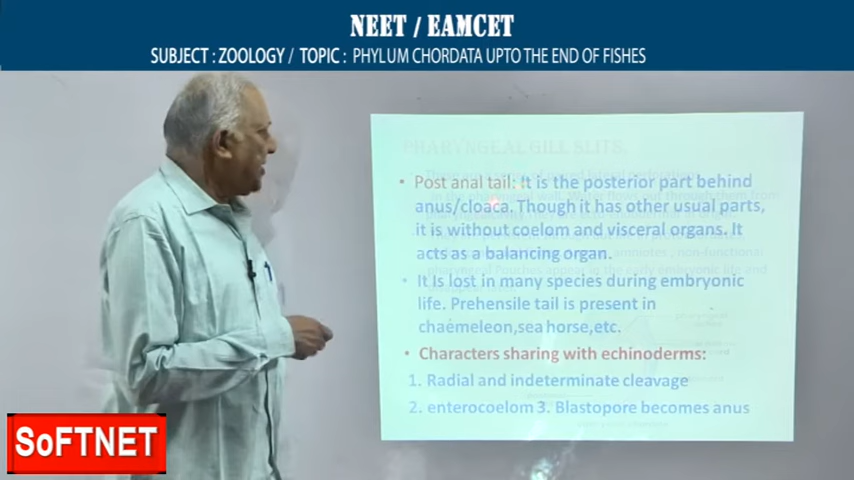 NEET / EAMCET
SUBJECT : ZOOLOGY / TOPIC : PHYLUM CHORDATA UPTO THE END OF FISHES
PHARYNGEAL GILL SLITS.
• Post anal tail: It is the posterior part behind
anus/cloaca. Though it has other usual parts,
it is without coelom and visceral organs. It
acts as a balancing organ.
• It Is lost in many species during embryonic
life. Prehensile tail is present in
chaemeleon,sea horse,etc.
• Characters sharing with echinoderms:
1. Radial and indeterminate cleavage
2. enterocoelom 3. Blastopore becomes anus
SoFTNET